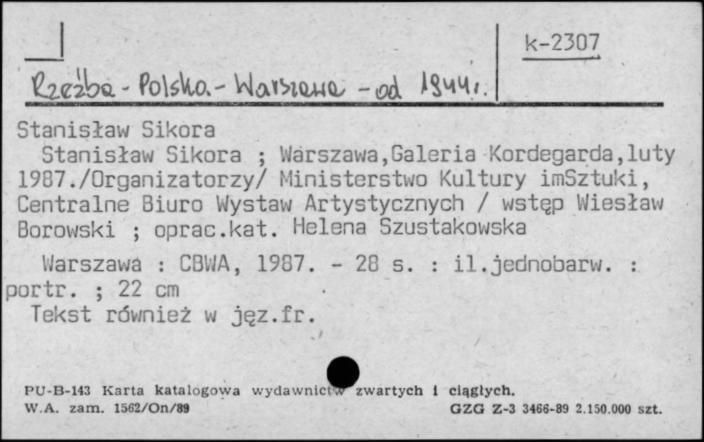 k-2307
Rzeźba - Polska - Warszawa - od 1944r.
Stanisław Sikora
Stanisław Sikora ; Warszawa,Galeria Kordegarda,luty
1987./Organizatorzy/ Ministerstwo Kultury imSztuki,
Centralne Biuro Wystaw Artystycznych / wstęp Wiesław
Borowski ; oprac.kat. Helena Szustakowska
Warszawa : CBWA, 1987. - 28 s. : il.jednobarw. :
portr. ; 22 cm
Tekst również w jęz.fr.
PU-B-143 Karta katalogowa wydawnictw zwartych i ciągłych.
W.A. zam. 1562/On/89 GZG Z-3 3466-89 2.150.000 szt.